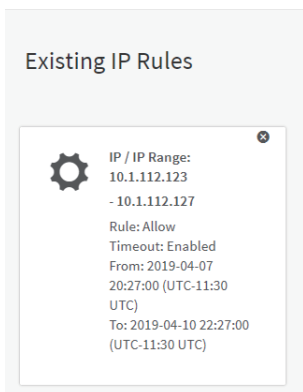 Existing IP Rules
IP / IP Range:
10.1.112.123
- 10.1.112.127
Rule: Allow
Timeout: Enabled
From: 2019-04-07
20:27:00 (UTC-11:30
UTC)
To: 2019-04-10 22:27:00
(UTC-11:30 UTC)